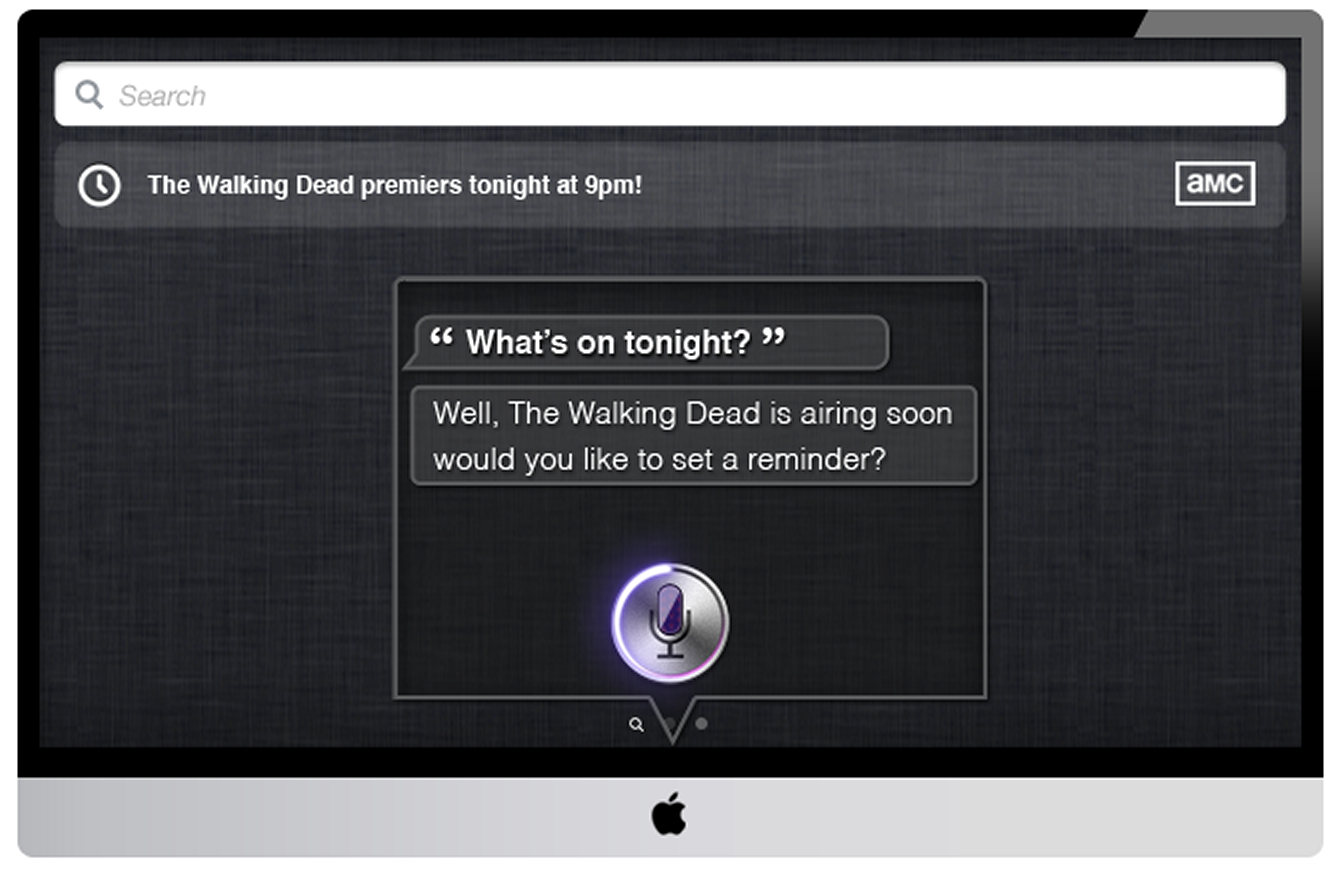 Search
The Walking Dead premiers tonight at 9pm!
aMC
“ What’s on tonight? ”
Well, The Walking Dead is airing soon
would you like to set a reminder?